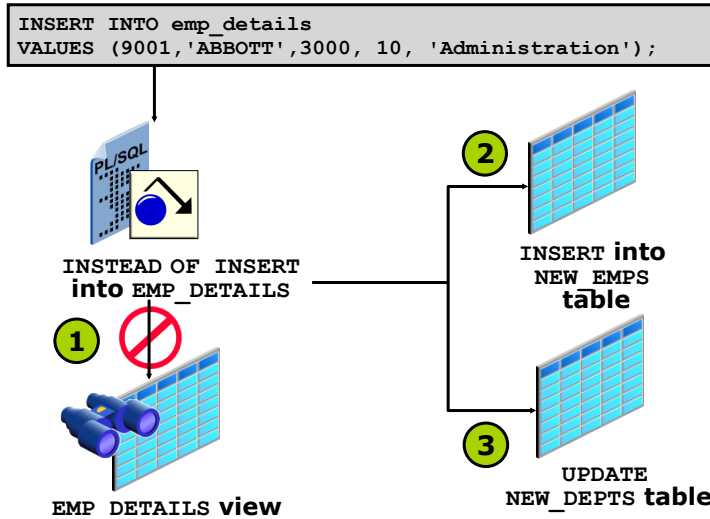 INSERT INTO emp_details
VALUES (9001,'ABBOTT',3000, 10, 'Administration');
PL/SQL
INSTEAD OF INSERT
into EMP_DETAILS
1
EMP_DETAILS view
2
INSERT into
NEW_EMPS
table
3
UPDATE
NEW_DEPTS table